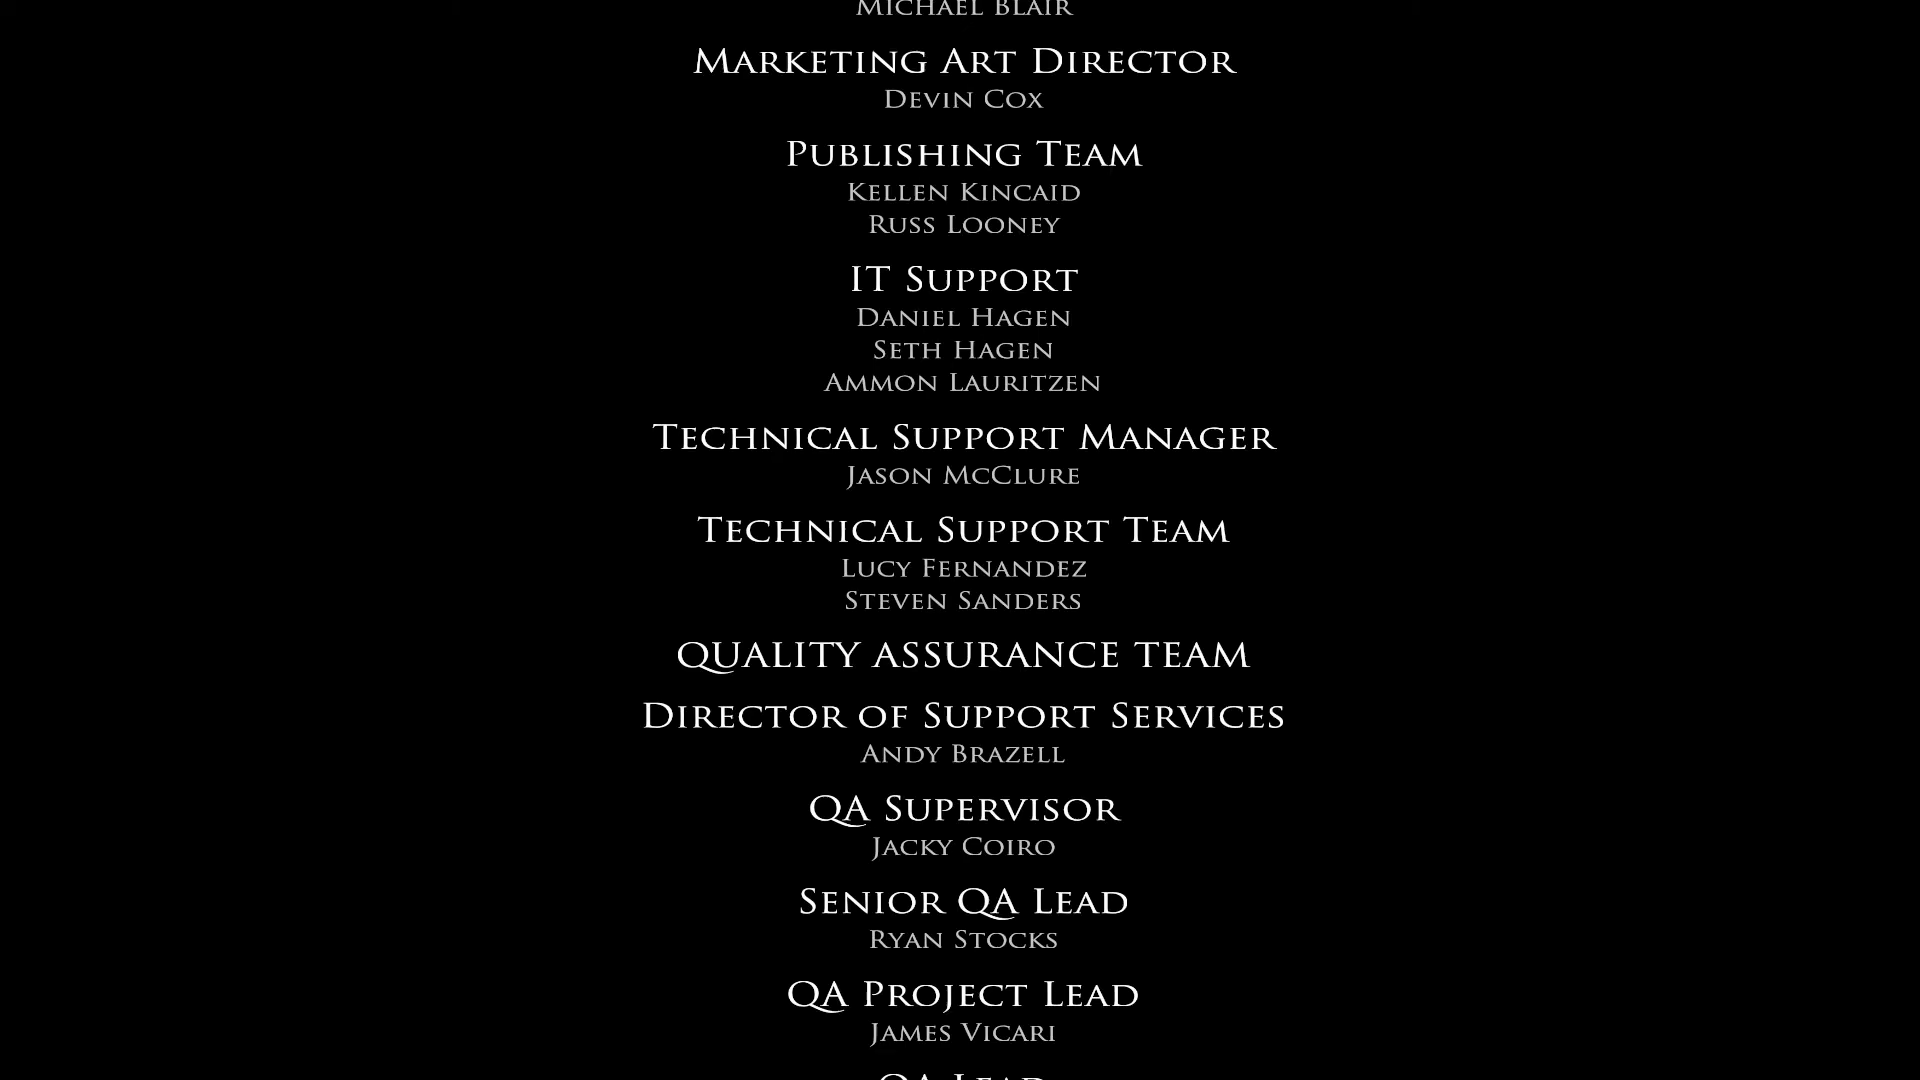 Michael Blair
Marketing Art Director
Devin Cox
Publishing Team
Kellen Kincaid
Russ Looney
IT Support
Daniel Hagen
Seth Hagen
Ammon Lauritzen
Technical Support Manager
Jason McClure
Technical Support Team
Lucy Fernandez
Steven Sanders
QUALITY ASSURANCE TEAM
Director of Support Services
Andy Brazell
QA Supervisor
Jacky Coiro
Senior QA Lead
Ryan Stocks
QA Project Lead
James Vicari
QA Lead